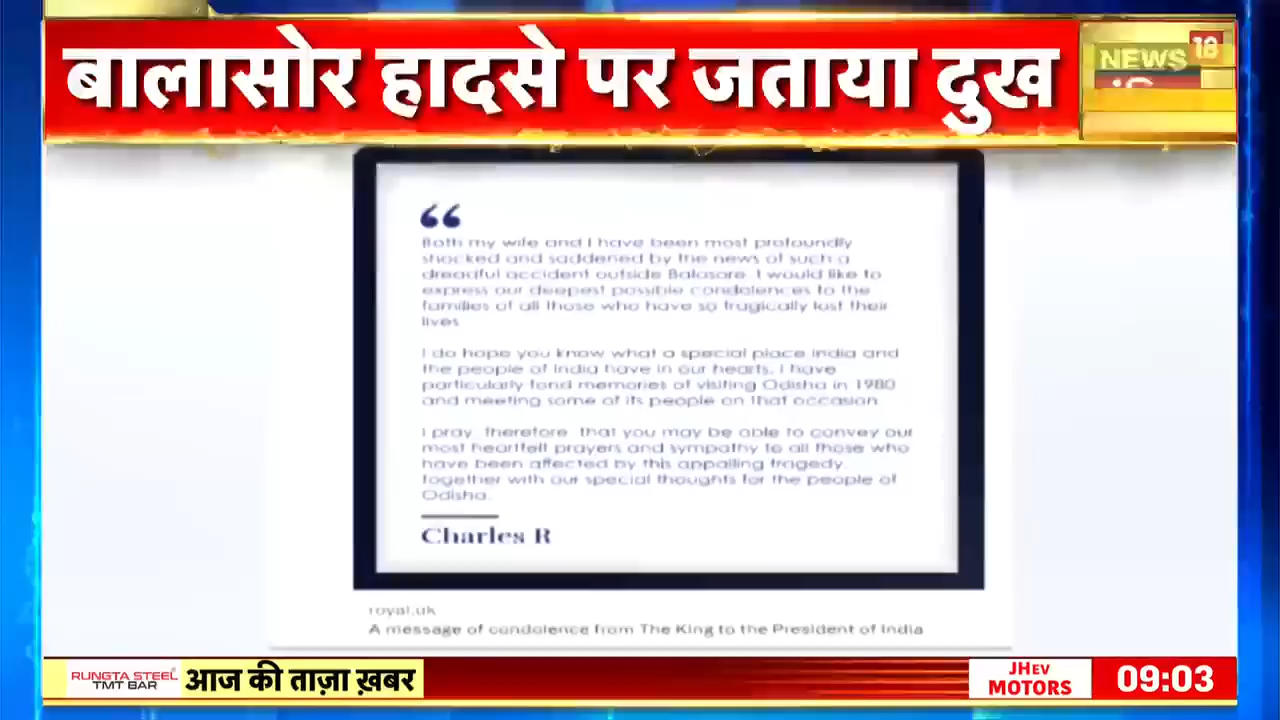 बालासोर हादसे पर जताया दुख
NEWS 18
“
Both my wife and I have been most profoundly
shocked and saddened by the news of such a
dreadful accident outside Balasore. I would like to
express our deepest possible condolences to the
families of all those who have so tragically lost their
lives
I do hope you know what a special place India and
the people of India have in our hearts. I have
particularly fond memories of visiting Odisha in 1980
and meeting some of its people on that occasion
I pray therefore that you may be able to convey our
most heartfelt prayers and sympathy to all those who
have been affected by this appalling tragedy,
together with our special thoughts for the people of
Odisha.
Charles R
royal.uk
A message of condolence from The King to the President of India
RUNGTA STEEL
TMT BAR
आज की ताज़ा ख़बर
JHEV
MOTORS
09:03